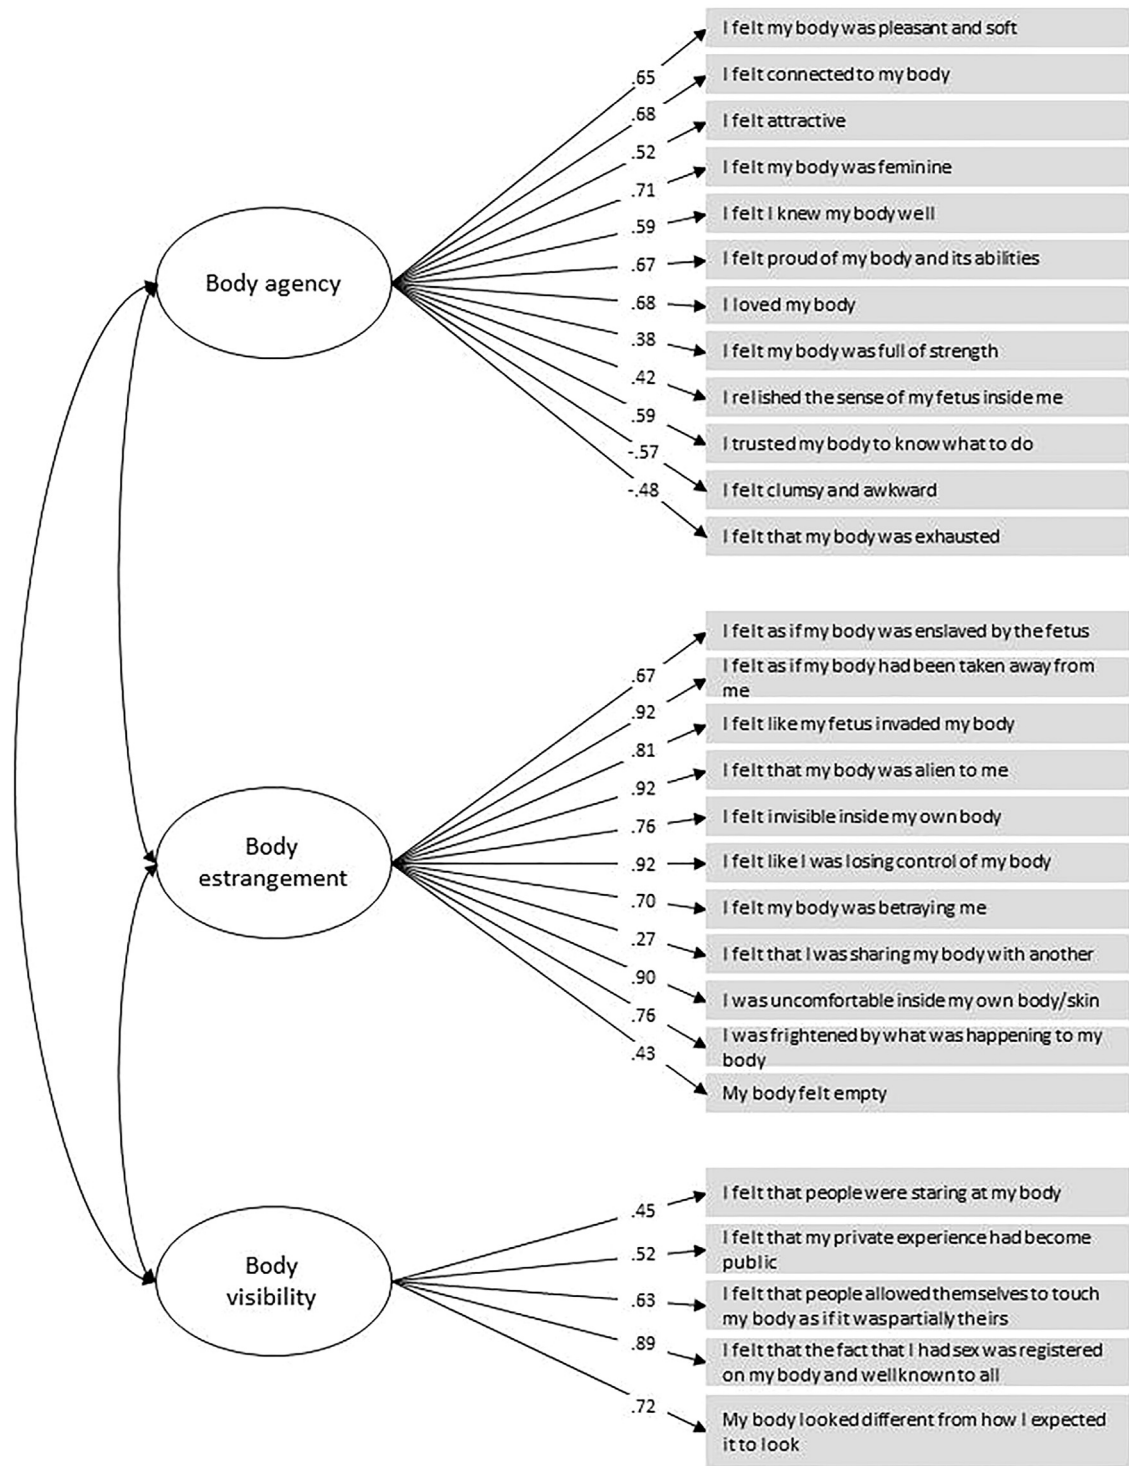 I felt my body was pleasant and soft
.65
I felt connected to my body
.68
I felt attractive
.52
I felt my body was feminine
.71
I felt I knew my body well
.59
I felt proud of my body and its abilities
.67
I loved my body
.68
I felt my body was full of strength
.38
I relished the sense of my fetus inside me
.42
I trusted my body to know what to do
.59
I felt clumsy and awkward
-.57
I felt that my body was exhausted
-.48
Body agency
I felt as if my body was enslaved by the fetus
.67
I felt as if my body had been taken away from
me
.92
I felt like my fetus invaded my body
.81
I felt that my body was alien to me
.92
I felt invisible inside my own body
.76
I felt like I was losing control of my body
.92
I felt my body was betraying me
.70
I felt that I was sharing my body with another
.27
I was uncomfortable inside my own body/skin
.90
I was frightened by what was happening to my
body
.76
My body felt empty
.43
Body
estrangement
I felt that people were staring at my body
.45
I felt that my private experience had become
public
.52
I felt that people allowed themselves to touch
my body as if it was partially theirs
.63
I felt that the fact that I had sex was registered
on my body and well known to all
.89
My body looked different from how I expected
it to look
.72
Body
visibility